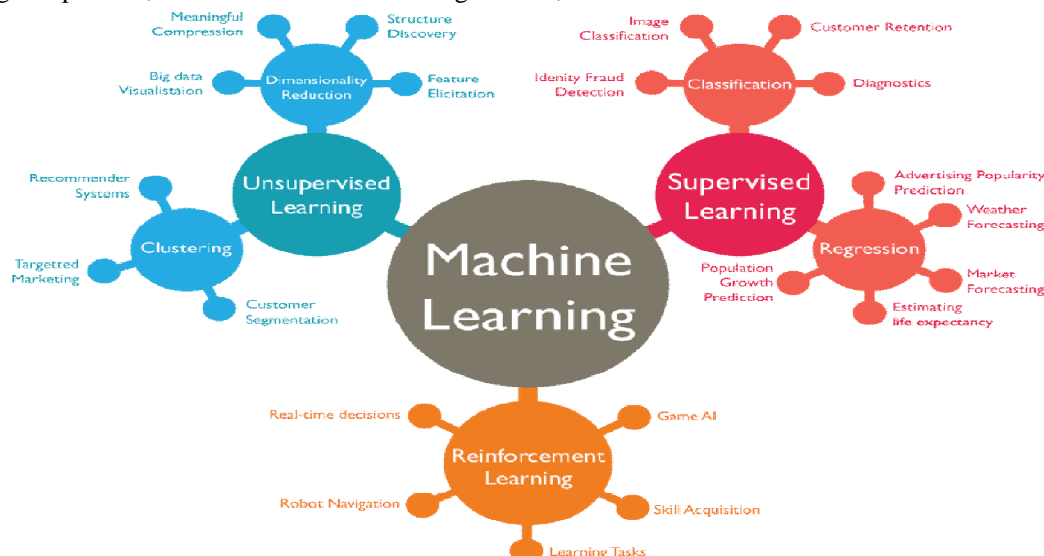 Meaningful
Compression
Structure
Discovery
Big data
Visualistaion
Dimensionality
Reduction
Feature
Elicitation
Unsupervised
Learning
Recommender
Systems
Clustering
Targetted
Marketing
Customer
Segmentation
Image
Classification
Customer Retention
Idenity Fraud
Detection
Classification
Diagnostics
Supervised
Learning
Advertising Popularity
Prediction
Weather
Forecasting
Regression
Population
Growth
Prediction
Market
Forecasting
Estimating
life expectancy
Machine
Learning
Real-time decisions
Game AI
Reinforcement
Learning
Robot Navigation
Skill Acquisition
Learning Tasks